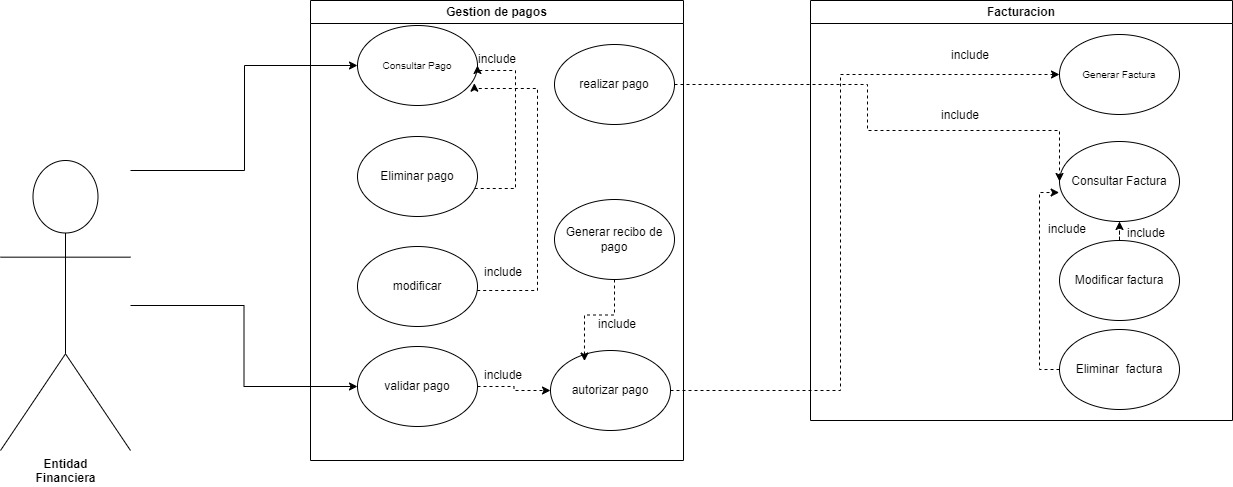 Gestion de pagos
Facturacion
Consultar Pago
include
realizar pago
include
Generar Factura
include
Eliminar pago
Consultar Factura
Generar recibo de
pago
include
include
modificar
include
Modificar factura
include
validar pago
include
autorizar pago
Eliminar  factura
Entidad
Financiera